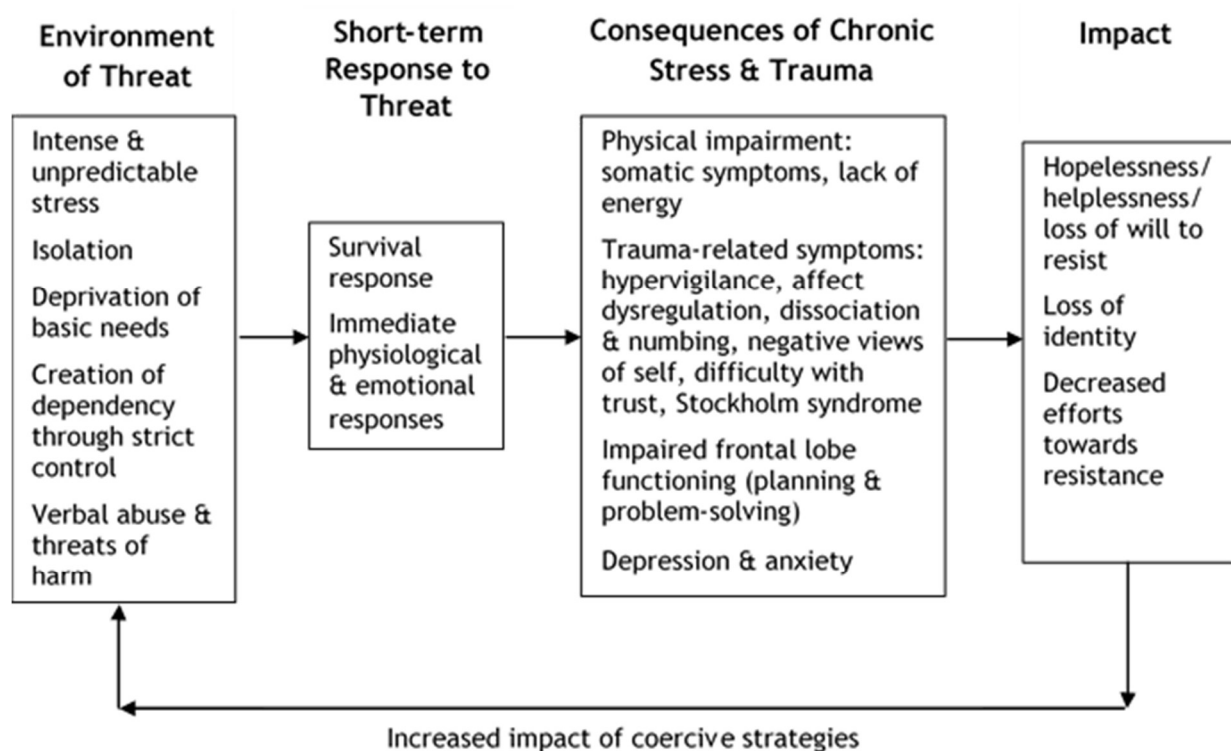 Environment
of Threat
Intense &
unpredictable
stress
Isolation
Deprivation of
basic needs
Creation of
dependency
through strict
control
Verbal abuse &
threats of
harm
Short-term
Response to
Threat
Survival
response
Immediate
physiological
& emotional
responses
Consequences of Chronic
Stress & Trauma
Physical impairment:
somatic symptoms, lack of
energy
Trauma-related symptoms:
hypervigilance, affect
dysregulation, dissociation
& numbing, negative views
of self, difficulty with
trust, Stockholm syndrome
Impaired frontal lobe
functioning (planning &
problem-solving)
Depression & anxiety
Impact
Hopelessness/
helplessness/
loss of will to
resist
Loss of
identity
Decreased
efforts
towards
resistance
Increased impact of coercive strategies